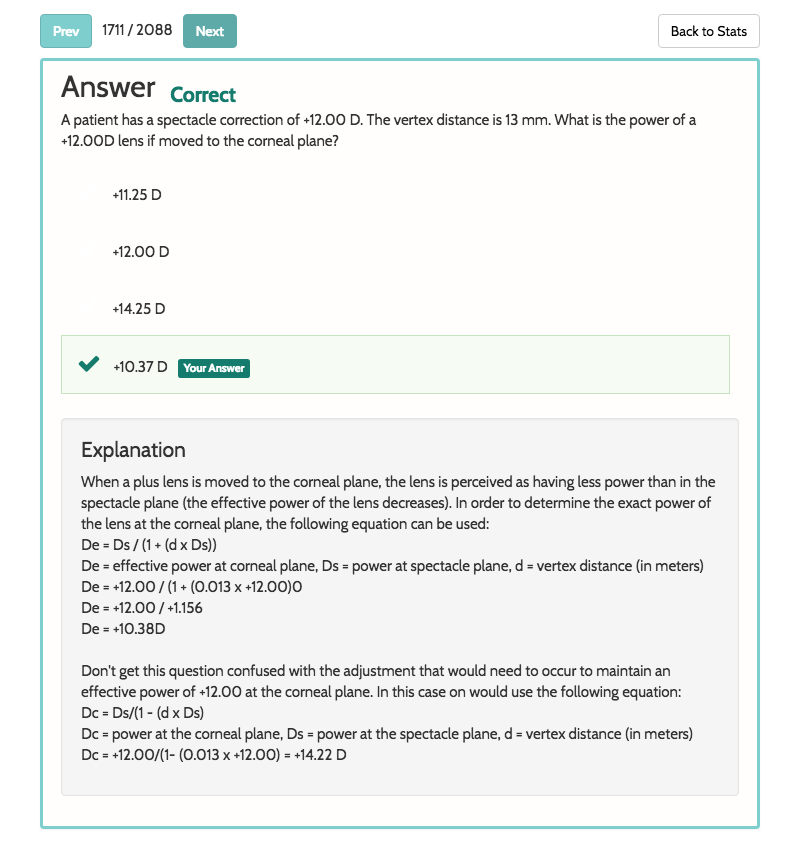 Prev 1711 / 2088 Next Back to Stats
Answer Correct
A patient has a spectacle correction of +12.00 D. The vertex distance is 13 mm. What is the power of a
+12.00D lens if moved to the corneal plane?
+11.25 D
+12.00 D
+14.25 D
+10.37 D Your Answer
Explanation
When a plus lens is moved to the corneal plane, the lens is perceived as having less power than in the
spectacle plane (the effective power of the lens decreases). In order to determine the exact power of
the lens at the corneal plane, the following equation can be used:
De = Ds / (1 + (d x Ds))
De = effective power at corneal plane, Ds = power at spectacle plane, d = vertex distance (in meters)
De = +12.00 / (1 + (0.013 x +12.00)0
De = +12.00 / +1.156
De = +10.38D
Don't get this question confused with the adjustment that would need to occur to maintain an
effective power of +12.00 at the corneal plane. In this case on would use the following equation:
Dc = Ds/(1 - (d x Ds)
Dc = power at the corneal plane, Ds = power at the spectacle plane, d = vertex distance (in meters)
Dc = +12.00/(1- (0.013 x +12.00) = +14.22 D